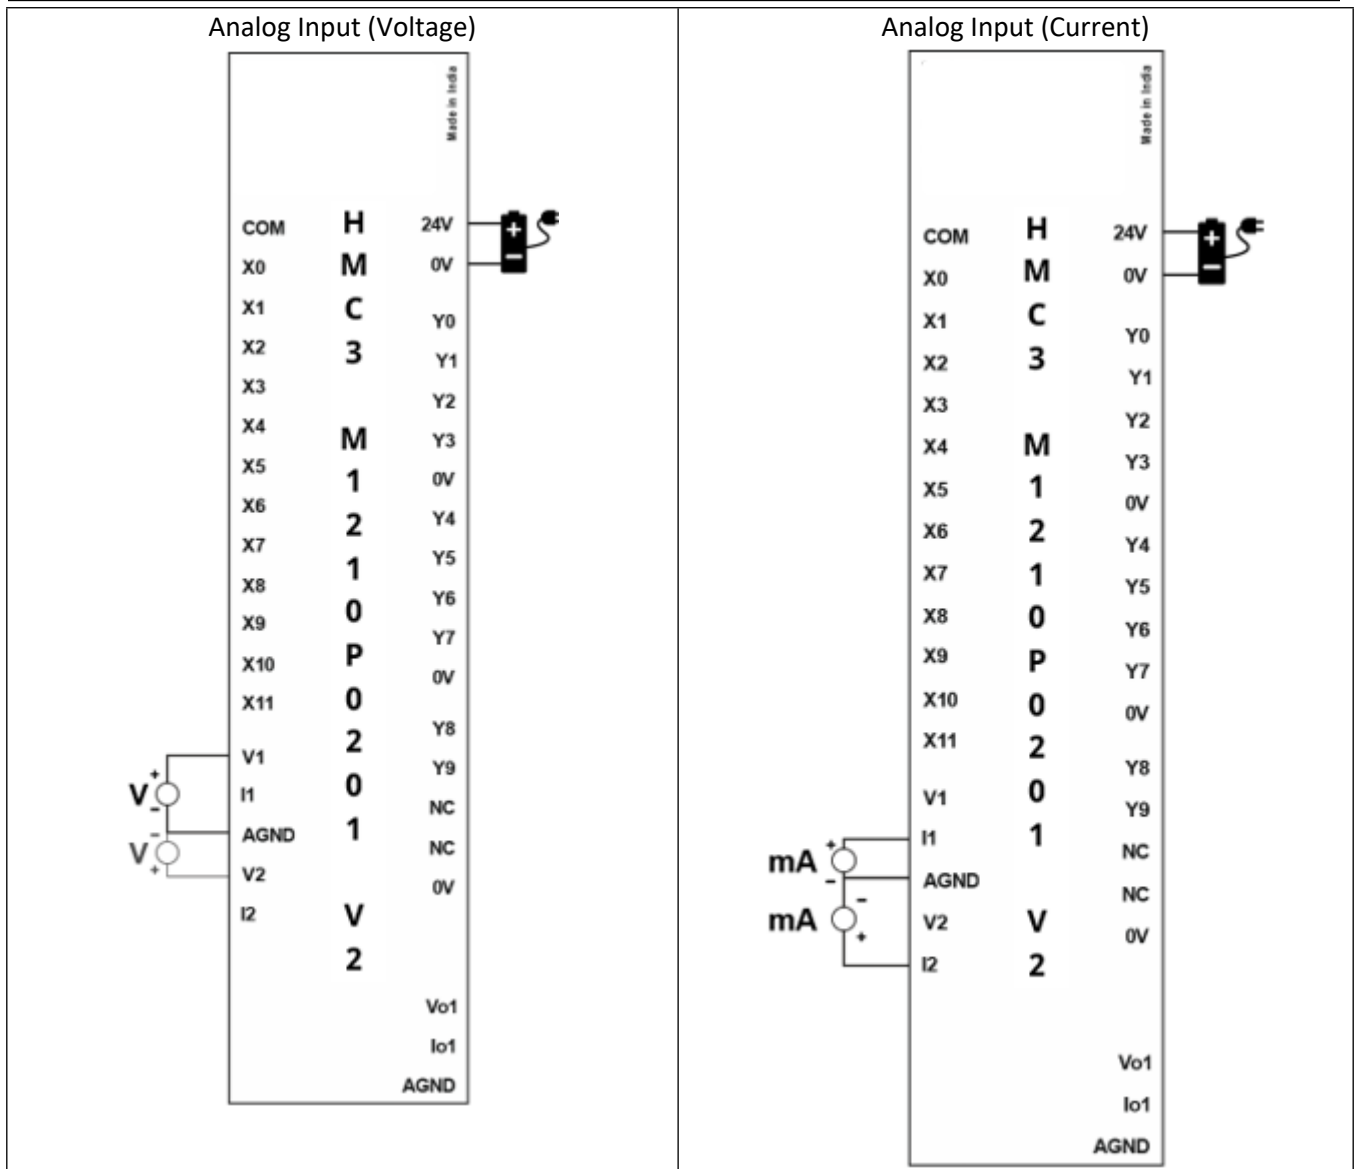 Analog Input (Voltage)
Made in India
COM
X0
X1
X2
X3
X4
X5
X6
X7
X8
X9
X10
X11
V1
I1
AGND
V2
I2
H
M
C
3
M
1
2
1
0
P
0
2
0
1
V
2
24V
0V
Y0
Y1
Y2
Y3
0V
Y4
Y5
Y6
Y7
0V
Y8
Y9
NC
NC
0V
Vo1
Io1
AGND
+
−
+
V
−
−
V
+
Analog Input (Current)
Made in India
COM
X0
X1
X2
X3
X4
X5
X6
X7
X8
X9
X10
X11
V1
I1
AGND
V2
I2
H
M
C
3
M
1
2
1
0
P
0
2
0
1
V
2
24V
0V
Y0
Y1
Y2
Y3
0V
Y4
Y5
Y6
Y7
0V
Y8
Y9
NC
NC
0V
Vo1
Io1
AGND
+
−
+
mA
−
−
mA
+